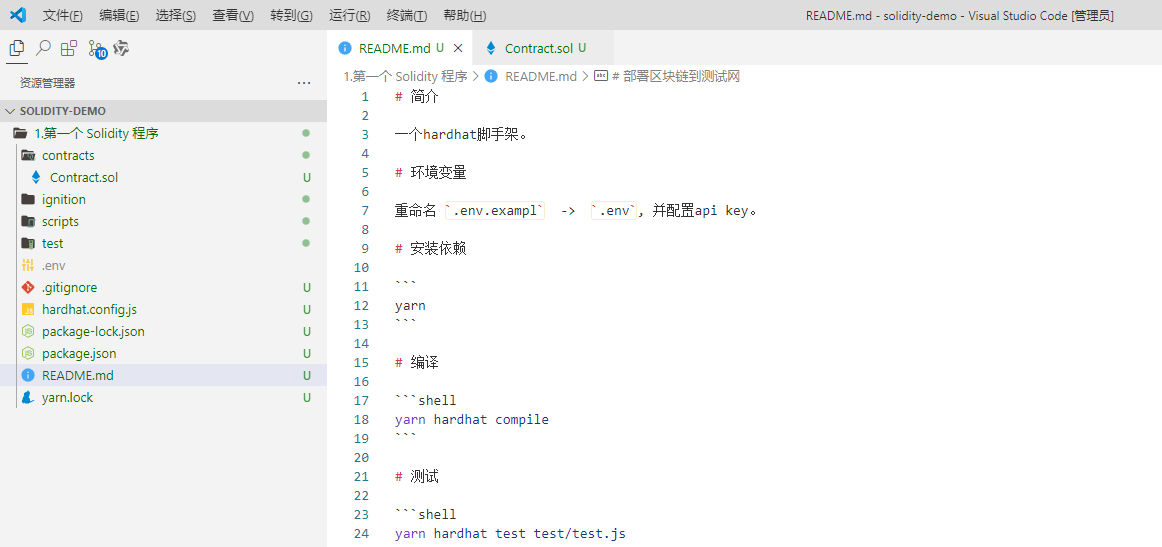 文件(F) 编辑(E) 选择(S) 查看(V) 转到(G) 运行(R) 终端(T) 帮助(H) README.md - solidity-demo - Visual Studio Code [管理员]
10
README.md U
Contract.sol U
资源管理器 ...
1.第一个 Solidity 程序 > README.md > # 部署区块链到测试网
SOLIDITY-DEMO
1.第一个 Solidity 程序
contracts
Contract.sol U
ignition
scripts
test
.env
.gitignore U
JS hardhat.config.js U
package-lock.json U
package.json U
README.md U
yarn.lock U
1 # 简介
2
3 一个hardhat脚手架。
4
5 # 环境变量
6
7 重命名 `.env.exampl` -> `.env`, 并配置api key。
8
9 # 安装依赖
10
11 ```
12 yarn
13 ```
14
15 # 编译
16
17 ```shell
18 yarn hardhat compile
19 ```
20
21 # 测试
22
23 ```shell
24 yarn hardhat test test/test.js